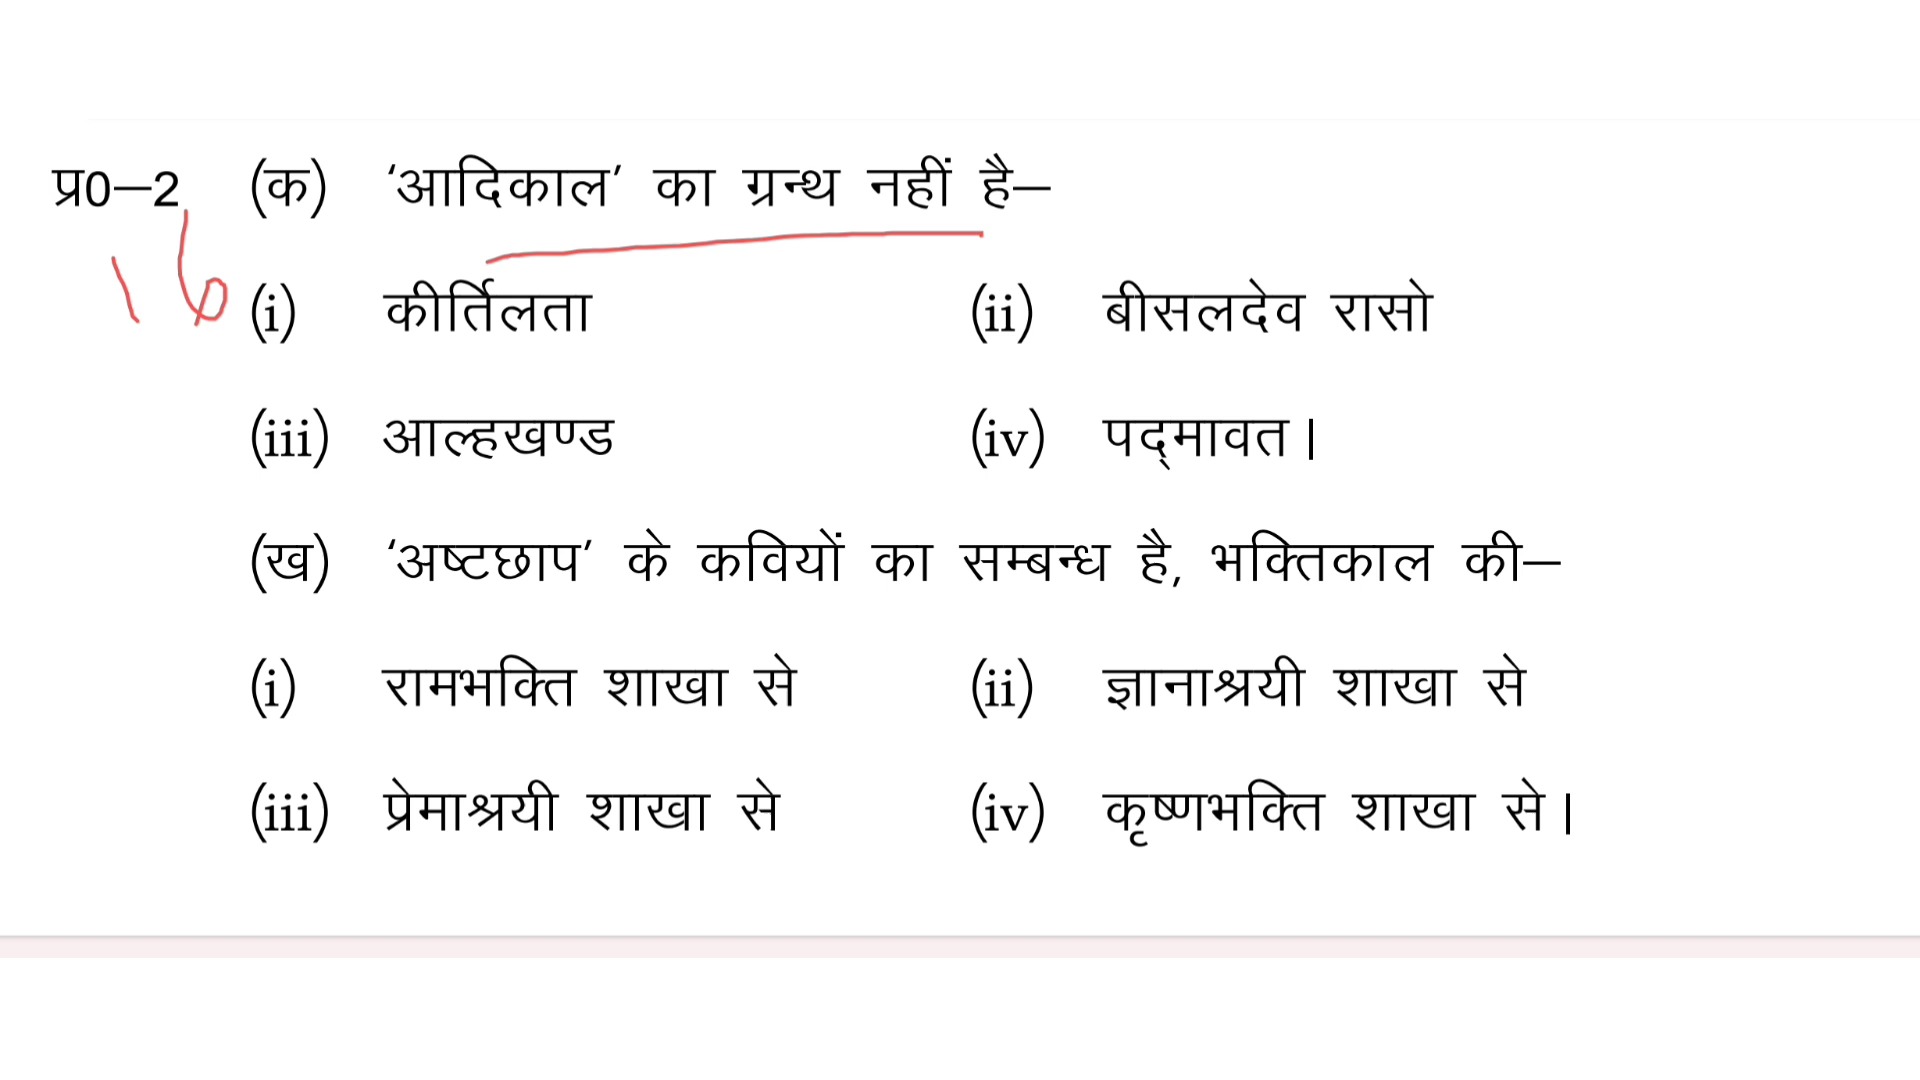 प्र0–2 (क) ‘आदिकाल’ का ग्रन्थ नहीं है–
16
(i) कीर्तिलता (ii) बीसलदेव रासो
(iii) आल्हखण्ड (iv) पद्‌मावत।
(ख) ‘अष्टछाप’ के कवियों का सम्बन्ध है, भक्तिकाल की–
(i) रामभक्ति शाखा से (ii) ज्ञानाश्रयी शाखा से
(iii) प्रेमाश्रयी शाखा से (iv) कृष्णभक्ति शाखा से।